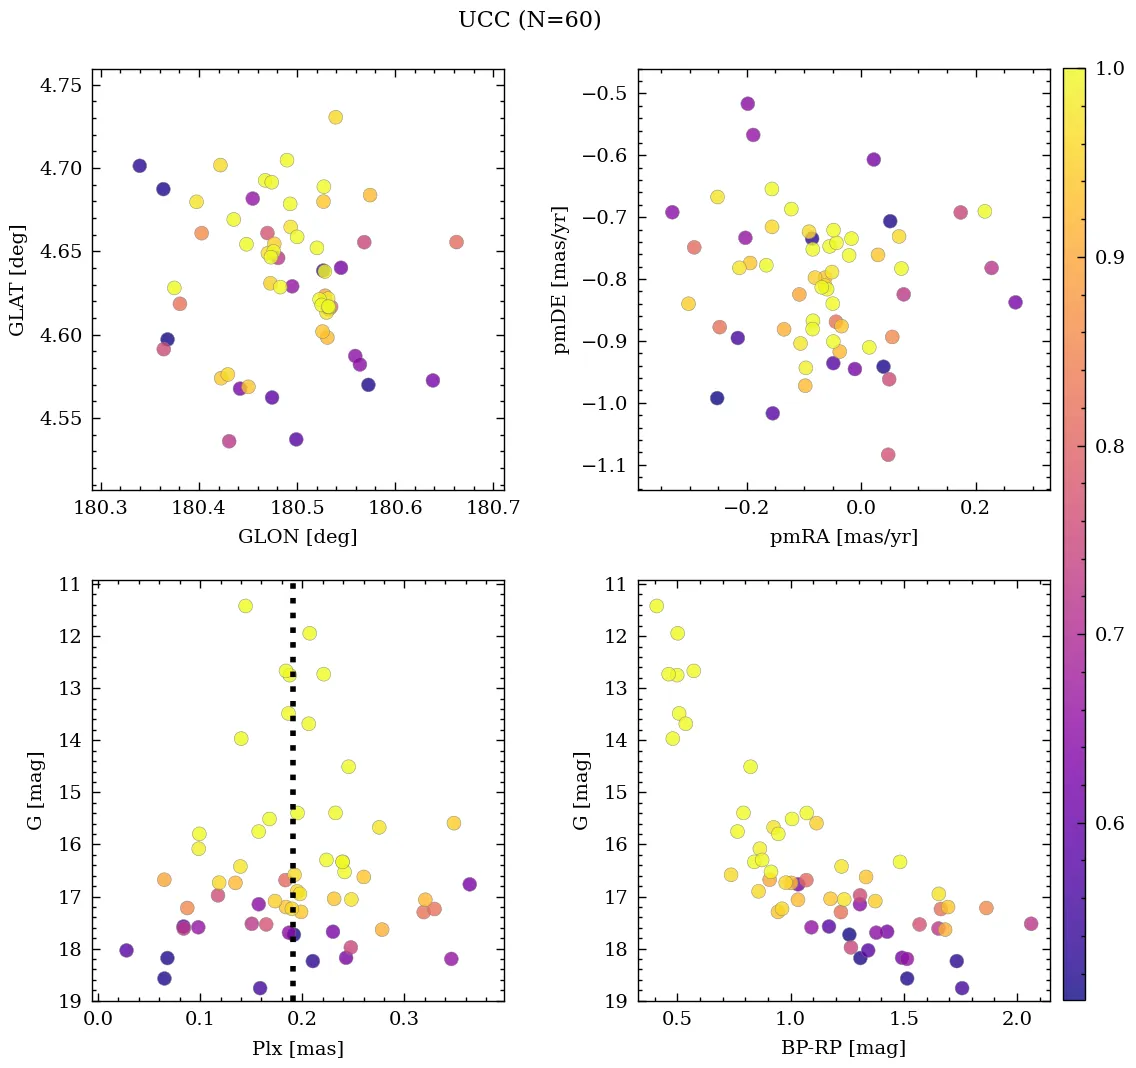 UCC (N=60)
4.75
4.70
4.65
4.60
4.55
GLAT [deg]
180.3 180.4 180.5 180.6 180.7
GLON [deg]
−0.5
−0.6
−0.7
−0.8
−0.9
−1.0
−1.1
pmDE [mas/yr]
−0.2 0.0 0.2
pmRA [mas/yr]
11
12
13
14
15
16
17
18
19
G [mag]
0.0 0.1 0.2 0.3
Plx [mas]
11
12
13
14
15
16
17
18
19
G [mag]
0.5 1.0 1.5 2.0
BP-RP [mag]
1.0
0.9
0.8
0.7
0.6